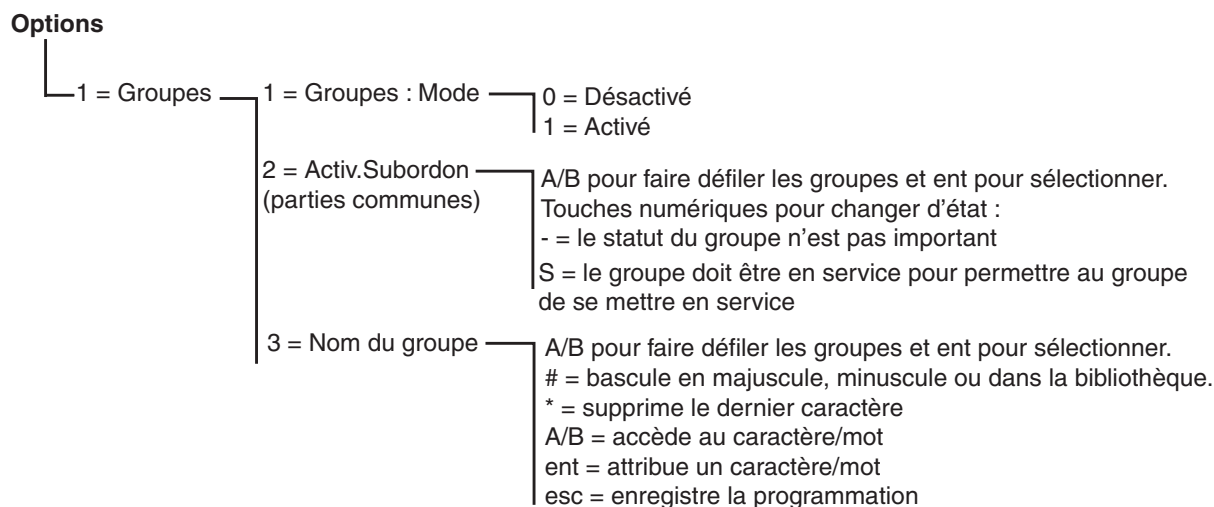 Options
1 = Groupes
1 = Groupes : Mode
0 = Désactivé
1 = Activé
2 = Activ.Subordon
(parties communes)
A/B pour faire défiler les groupes et ent pour sélectionner.
Touches numériques pour changer d'état :
- = le statut du groupe n'est pas important
S = le groupe doit être en service pour permettre au groupe
de se mettre en service
3 = Nom du groupe
A/B pour faire défiler les groupes et ent pour sélectionner.
# = bascule en majuscule, minuscule ou dans la bibliothèque.
* = supprime le dernier caractère
A/B = accède au caractère/mot
ent = attribue un caractère/mot
esc = enregistre la programmation